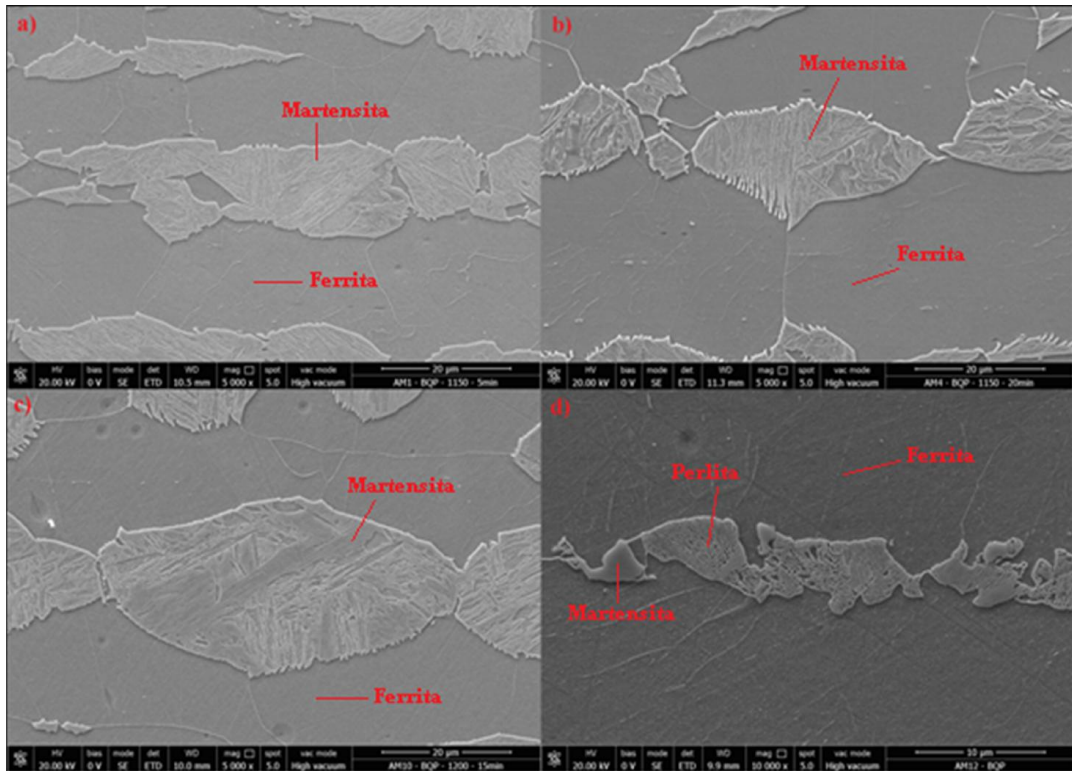 a)
Martensita
Ferrita
HV bias mode det WD mag spot vac mode
20.00 kV 0 V SE ETD 10.5 mm 5 000 x 5.0 High vacuum
20 µm
AM1 - BQP - 1150 - 5min
b)
Martensita
Ferrita
HV bias mode det WD mag spot vac mode
20.00 kV 0 V SE ETD 11.3 mm 5 000 x 5.0 High vacuum
20 µm
AM4 - BQP - 1150 - 20min
c)
Martensita
Ferrita
HV bias mode det WD mag spot vac mode
20.00 kV 0 V SE ETD 10.0 mm 5 000 x 5.0 High vacuum
20 µm
AM10 - BQP - 1200 - 15min
d)
Ferrita
Perlita
Martensita
HV bias mode det WD mag spot vac mode
20.00 kV 0 V SE ETD 9.9 mm 10 000 x 5.0 High vacuum
10 µm
AM12 - BQP